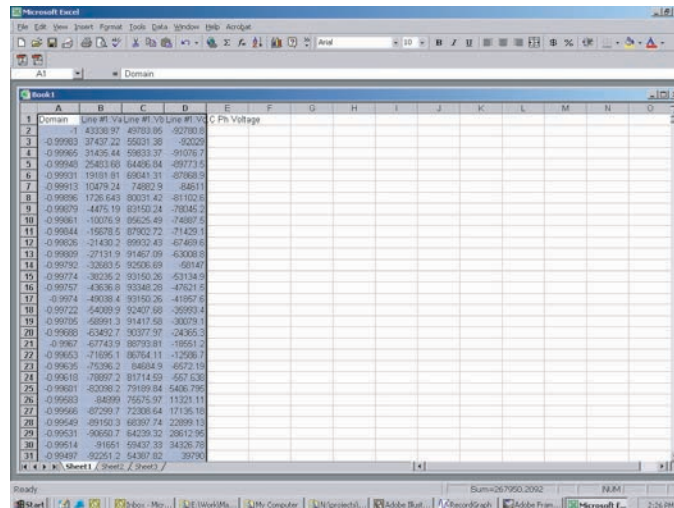 Microsoft Excel
File Edit View Insert Format Tools Data Window Help Acrobat
Arial 10 B I U $ %
A1 = Domain
Book1
A B C D E F G H I J K L M N O
1 Domain Line #1:Va Line #1:Vb Line #1:Vc C Ph Voltage
2 -1 43338.97 49783.85 -92780.8
3 -0.99983 37437.22 55031.38 -92029
4 -0.99965 31435.44 59833.37 -91076.7
5 -0.99948 25483.68 64486.84 -89773.5
6 -0.99931 19181.81 69041.31 -87868.9
7 -0.99913 10479.24 74882.9 -84611
8 -0.99896 1726.643 80031.42 -81102.6
9 -0.99879 -4475.19 83150.24 -78045.2
10 -0.99861 -10076.9 85625.49 -74887.5
11 -0.99844 -15678.5 87902.72 -71429.1
12 -0.99826 -21430.2 89932.43 -67469.6
13 -0.99809 -27131.9 91467.09 -63008.8
14 -0.99792 -32683.5 92506.69 -58147
15 -0.99774 -38235.2 93150.26 -53134.9
16 -0.99757 -43636.8 93348.28 -47621.5
17 -0.9974 -49038.4 93150.26 -41857.6
18 -0.99722 -54089.9 92407.68 -35993.4
19 -0.99705 -58991.3 91417.58 -30079.1
20 -0.99688 -63492.7 90377.97 -24365.3
21 -0.9967 -67743.9 88793.81 -18551.2
22 -0.99653 -71695.1 86764.11 -12586.7
23 -0.99635 -75396.2 84684.9 -6572.19
24 -0.99618 -78897.2 81714.59 -557.638
25 -0.99601 -82098.2 79189.84 5406.795
26 -0.99583 -84899 75575.97 11321.11
27 -0.99566 -87299.7 72308.64 17135.18
28 -0.99549 -89150.3 68397.74 22899.13
29 -0.99531 -90650.7 64239.32 28612.95
30 -0.99514 -91651 59437.33 34326.78
31 -0.99497 -92251.2 54387.82 39790
Sheet1 Sheet2 Sheet3
Ready Sum=267950.2092 NUM
Start Inbox - Micr... My Computer Adobe Illust... RecordGraph Adobe Fram... Microsoft E... 2:36 PM